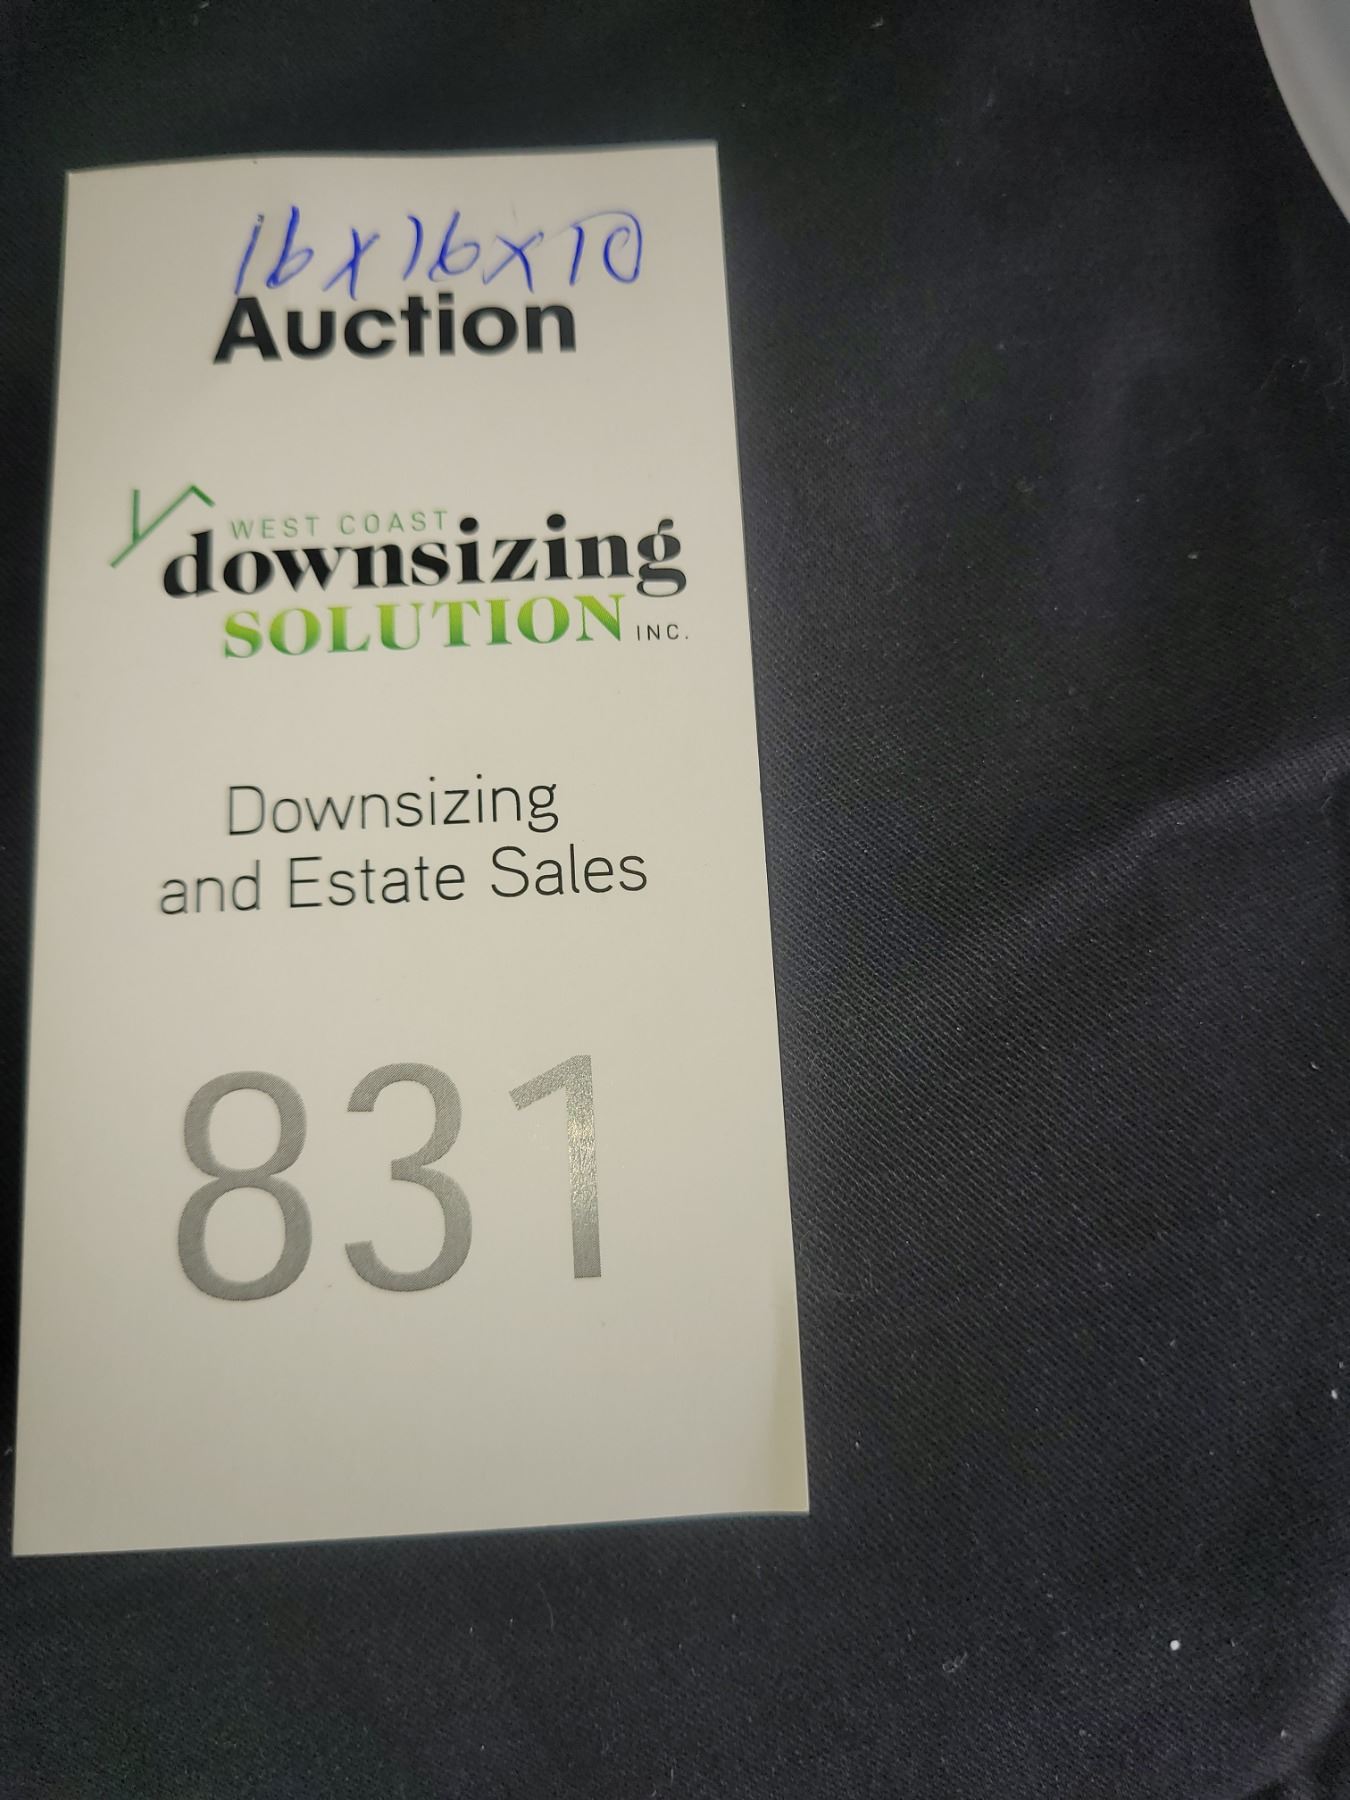 16x16x10
Auction
WEST COAST
downsizing
SOLUTION INC.
Downsizing
and Estate Sales
831